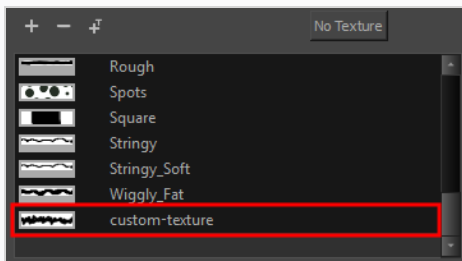 No Texture
Rough
Spots
Square
Stringy
Stringy_Soft
Wiggly_Fat
custom-texture